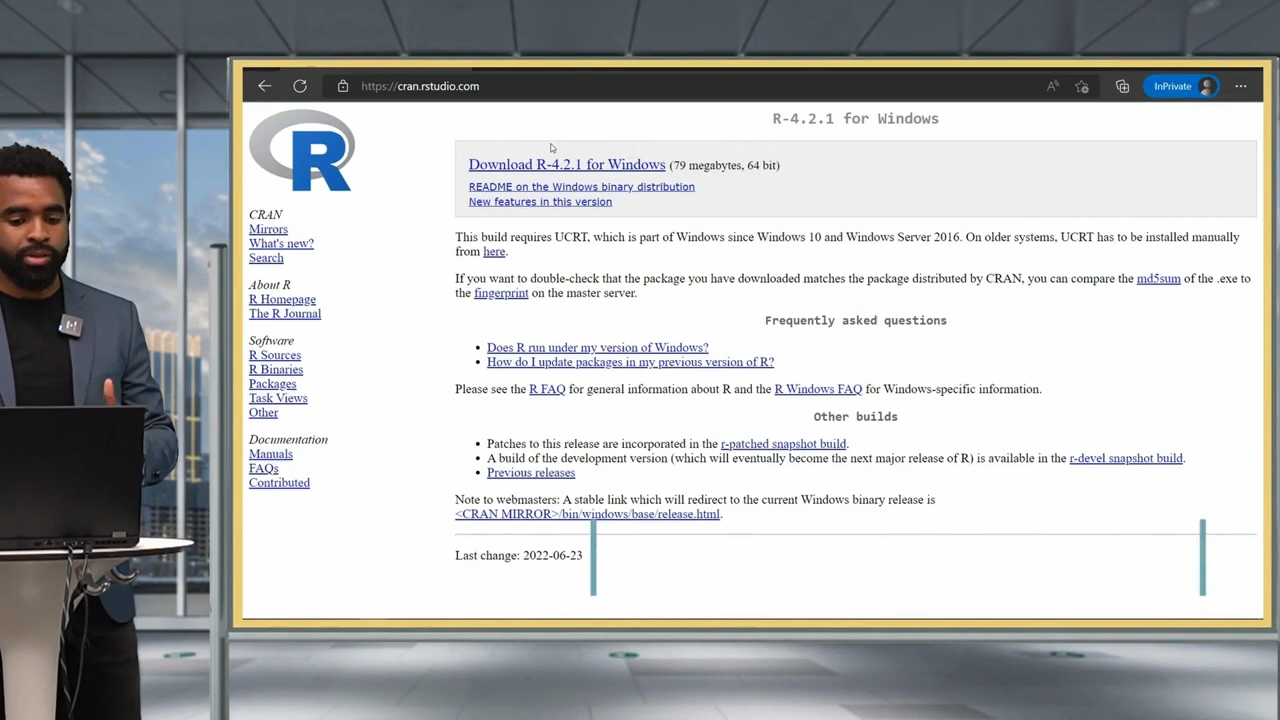 https://cran.rstudio.com
InPrivate
R
CRAN
Mirrors
What's new?
Search
About R
R Homepage
The R Journal
Software
R Sources
R Binaries
Packages
Task Views
Other
Documentation
Manuals
FAQs
Contributed
R-4.2.1 for Windows
Download R-4.2.1 for Windows (79 megabytes, 64 bit)
README on the Windows binary distribution
New features in this version
This build requires UCRT, which is part of Windows since Windows 10 and Windows Server 2016. On older systems, UCRT has to be installed manually
from here.
If you want to double-check that the package you have downloaded matches the package distributed by CRAN, you can compare the md5sum of the .exe to
the fingerprint on the master server.
Frequently asked questions
• Does R run under my version of Windows?
• How do I update packages in my previous version of R?
Please see the R FAQ for general information about R and the R Windows FAQ for Windows-specific information.
Other builds
• Patches to this release are incorporated in the r-patched snapshot build.
• A build of the development version (which will eventually become the next major release of R) is available in the r-devel snapshot build.
• Previous releases
Note to webmasters: A stable link which will redirect to the current Windows binary release is
<CRAN MIRROR>/bin/windows/base/release.html.
Last change: 2022-06-23